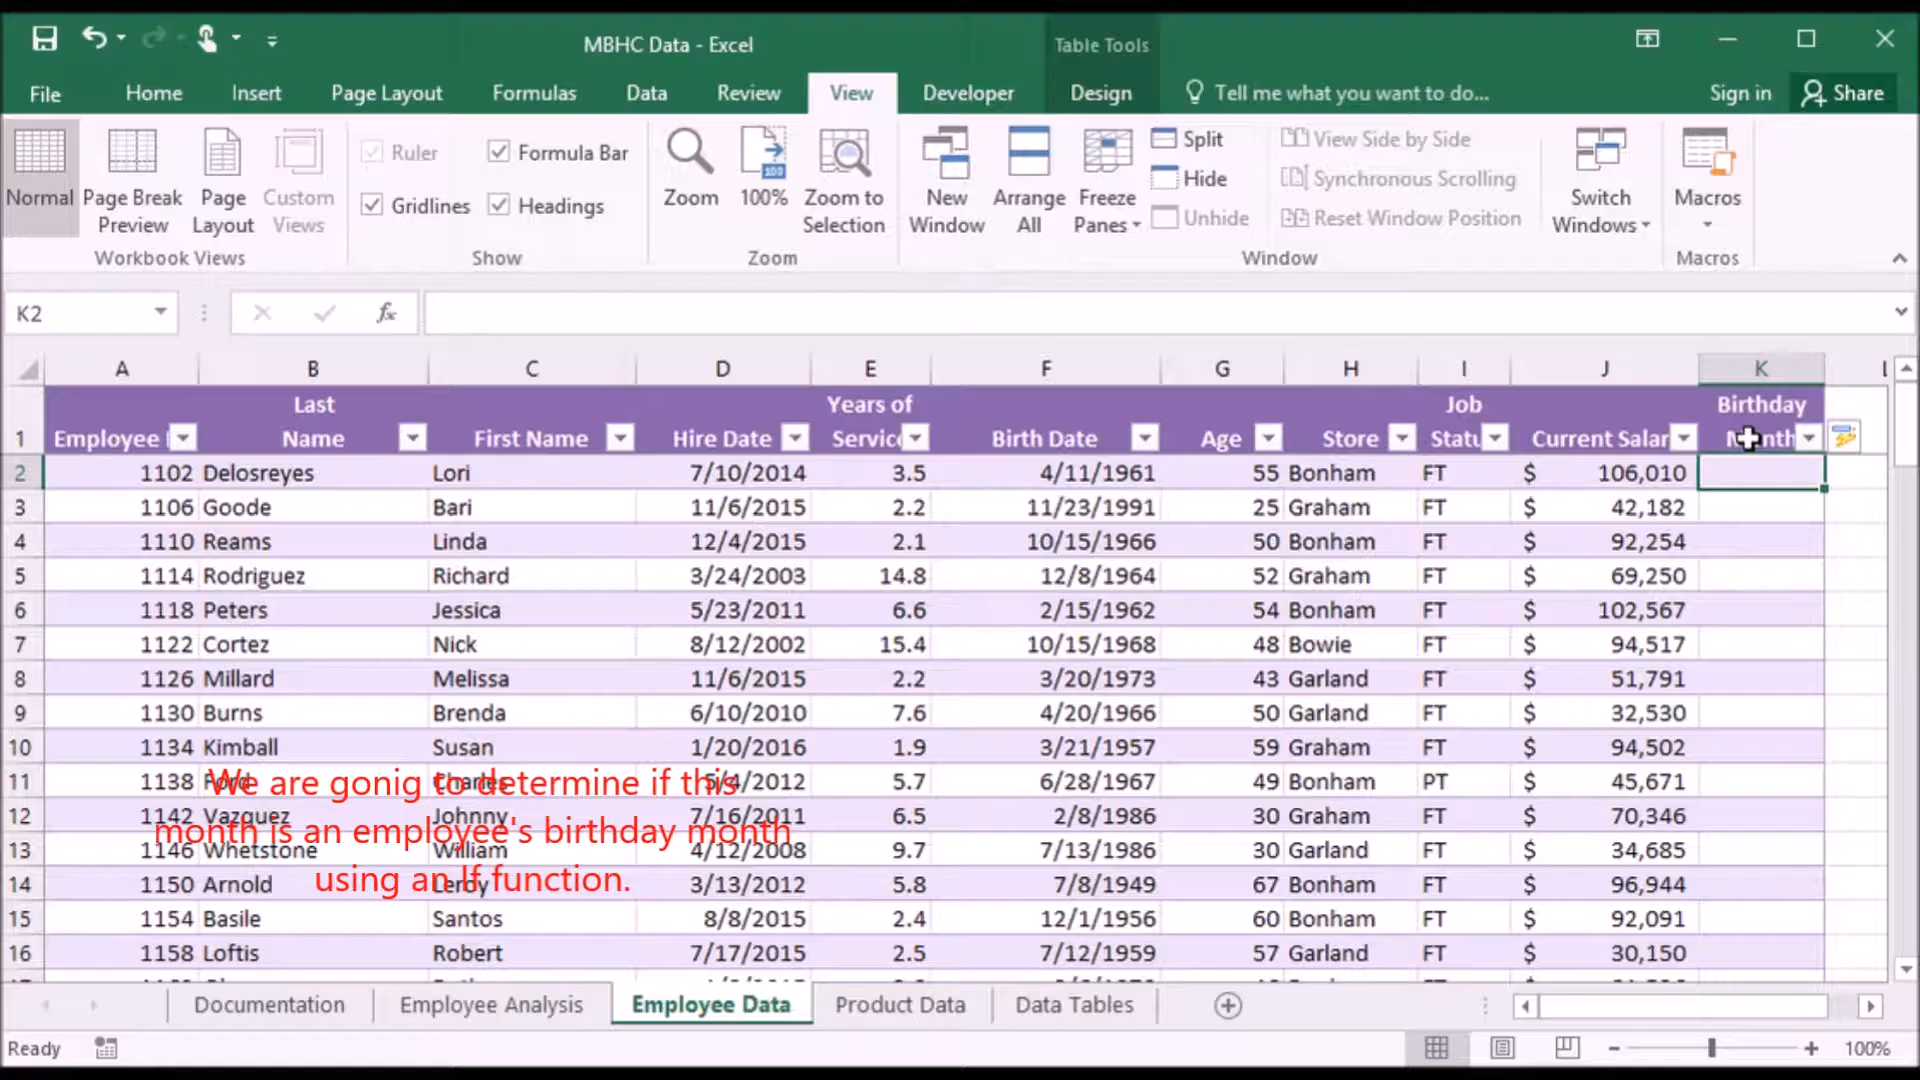 MBHC Data - Excel
Table Tools
File Home Insert Page Layout Formulas Data Review View Developer Design Tell me what you want to do... Sign in Share
Normal Page Break Preview Page Layout Custom Views
Workbook Views
Ruler Formula Bar
Gridlines Headings
Show
Zoom 100% Zoom to Selection
Zoom
New Window Arrange All Freeze Panes
Split
Hide
Unhide
View Side by Side
Synchronous Scrolling
Reset Window Position
Switch Windows
Window
Macros
Macros
K2 fx
A B C D E F G H I J K
1 Employee Last Name First Name Hire Date Years of Servic Birth Date Age Store Job Statu Current Salar Birthday
2 1102 Delosreyes Lori 7/10/2014 3.5 4/11/1961 55 Bonham FT $ 106,010
3 1106 Goode Bari 11/6/2015 2.2 11/23/1991 25 Graham FT $ 42,182
4 1110 Reams Linda 12/4/2015 2.1 10/15/1966 50 Bonham FT $ 92,254
5 1114 Rodriguez Richard 3/24/2003 14.8 12/8/1964 52 Graham FT $ 69,250
6 1118 Peters Jessica 5/23/2011 6.6 2/15/1962 54 Bonham FT $ 102,567
7 1122 Cortez Nick 8/12/2002 15.4 10/15/1968 48 Bowie FT $ 94,517
8 1126 Millard Melissa 11/6/2015 2.2 3/20/1973 43 Garland FT $ 51,791
9 1130 Burns Brenda 6/10/2010 7.6 4/20/1966 50 Garland FT $ 32,530
10 1134 Kimball Susan 1/20/2016 1.9 3/21/1957 59 Graham FT $ 94,502
11 1138 Ford Charles 5/4/2012 5.7 6/28/1967 49 Bonham PT $ 45,671
12 1142 Vazquez Johnny 7/16/2011 6.5 2/8/1986 30 Graham FT $ 70,346
13 1146 Whetstone William 4/12/2008 9.7 7/13/1986 30 Garland FT $ 34,685
14 1150 Arnold Leroy 3/13/2012 5.8 7/8/1949 67 Bonham FT $ 96,944
15 1154 Basile Santos 8/8/2015 2.4 12/1/1956 60 Bonham FT $ 92,091
16 1158 Loftis Robert 7/17/2015 2.5 7/12/1959 57 Garland FT $ 30,150
We are gonig to determine if this
month is an employee's birthday month
using an If function.
Documentation Employee Analysis Employee Data Product Data Data Tables
Ready 100%